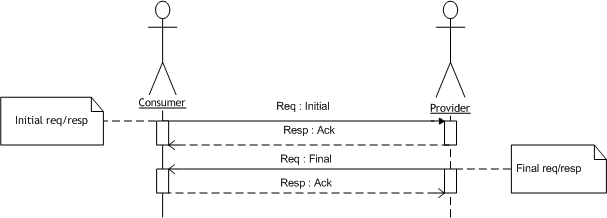 Consumer
Provider
Req : Initial
Initial req/resp
Resp : Ack
Req : Final
Final req/resp
Resp : Ack